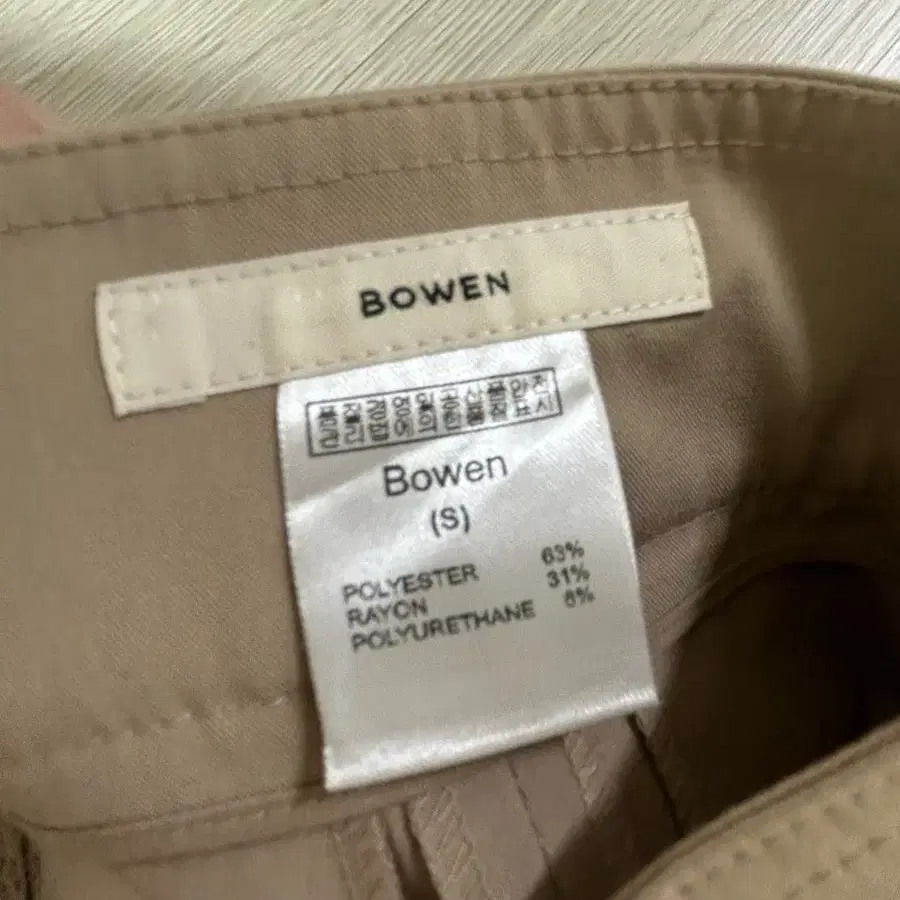 BOWEN
Bowen
(S)
POLYESTER 63%
RAYON 31%
POLYURETHANE 6%